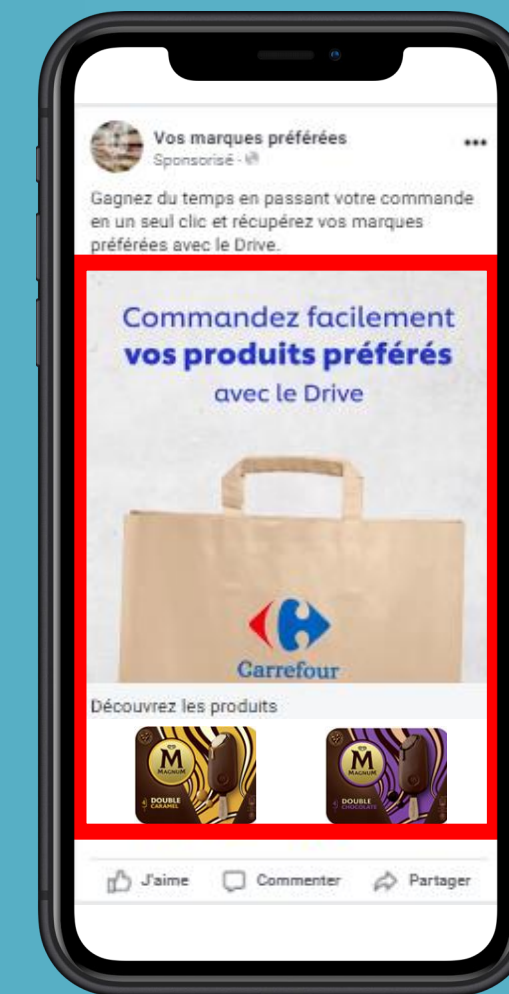 Vos marques préférées
Sponsorisé ·
Gagnez du temps en passant votre commande
en un seul clic et récupérez vos marques
préférées avec le Drive.
Commandez facilement
vos produits préférés
avec le Drive
Carrefour
Découvrez les produits
M
MAGNUM
DOUBLE
CARAMEL
M
MAGNUM
DOUBLE
CHOCOLATE
J'aime Commenter Partager